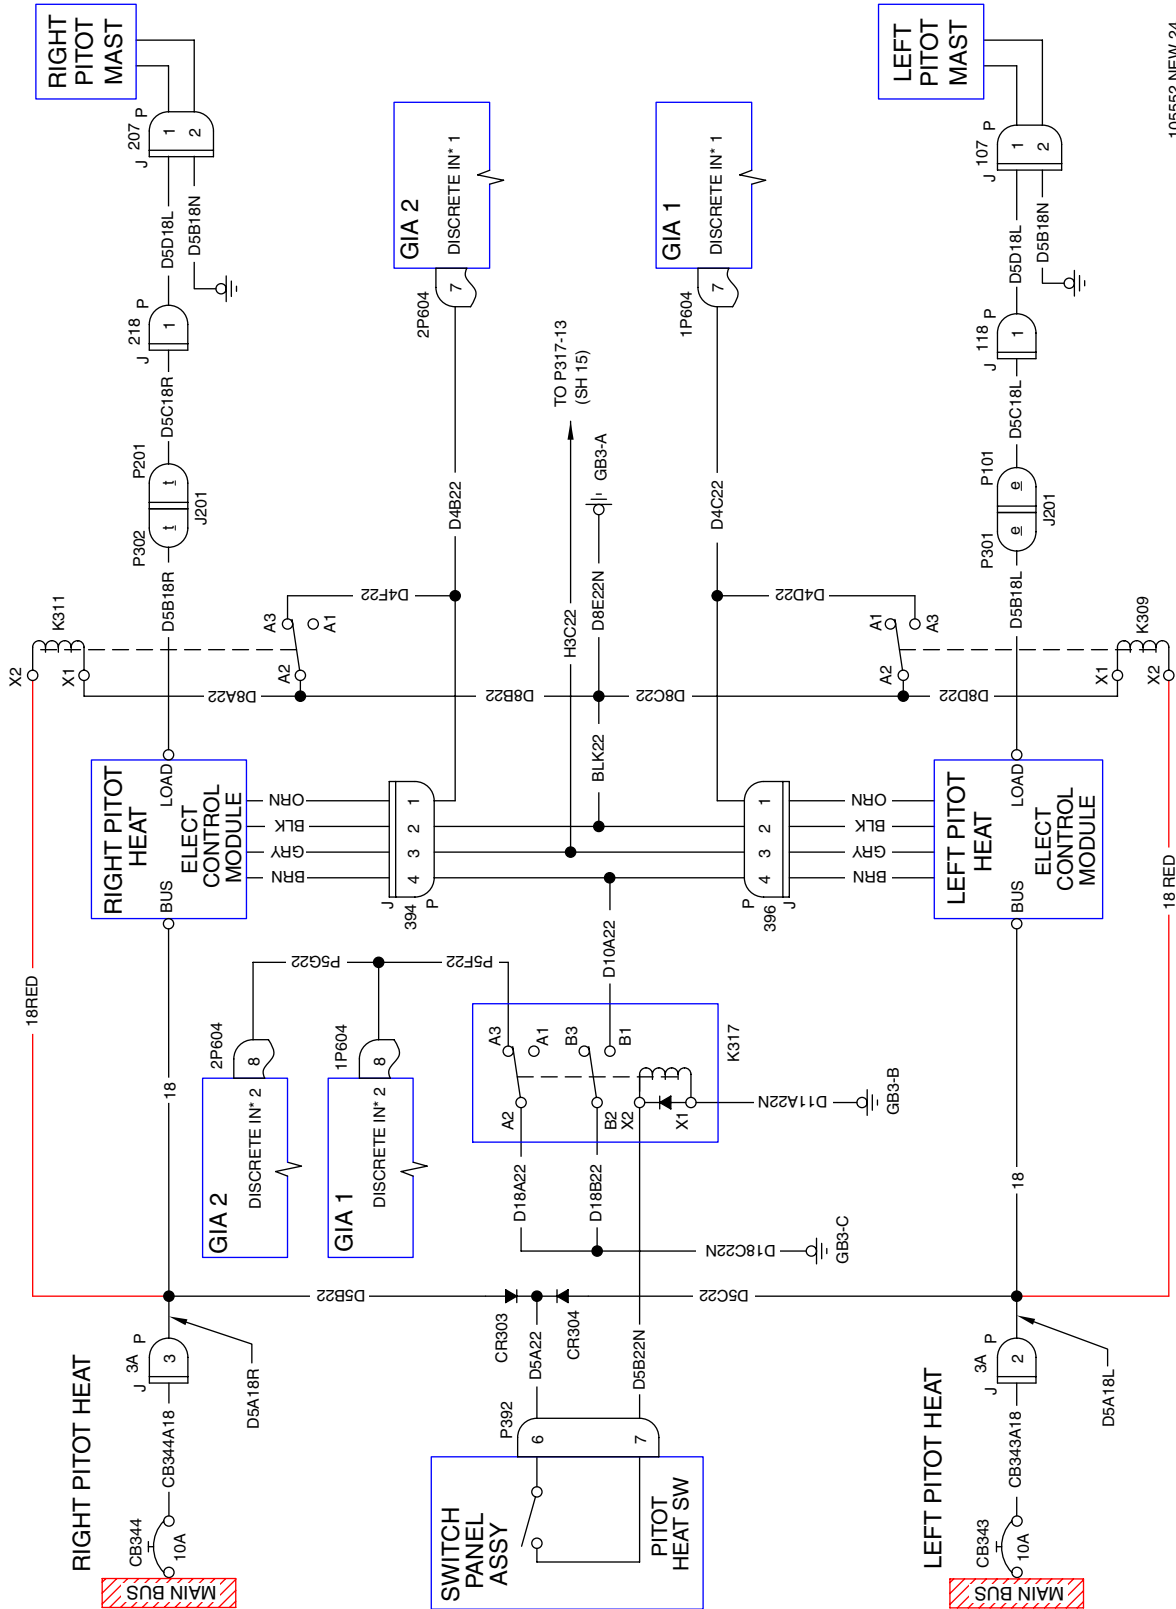 RIGHT PITOT HEAT
MAIN BUS
CB344
10A
CB344A18
J
3A
P
3
D5A18R
18RED
18
BUS
RIGHT PITOT
HEAT
ELECT
CONTROL
MODULE
LOAD
X2
X1
K311
D5B18R
P302
t
t
P201
J201
D5C18R
J
218
P
1
D5D18L
D5B18N
J
207
P
1
2
RIGHT
PITOT
MAST
D5B22
GIA 2
DISCRETE IN* 2
2P604
8
P5G22
GIA 1
DISCRETE IN* 2
1P604
8
P5F22
BRN
GRY
BLK
ORN
J
394
P
4
3
2
1
D8A22
A2
A3
A1
D4F22
D8B22
D4B22
2P604
7
GIA 2
DISCRETE IN* 1
SWITCH
PANEL
ASSY
PITOT
HEAT SW
P392
6
7
CR303
D5A22
CR304
D5B22N
D18A22
D18B22
D18C22N
GB3-C
A2
A3
A1
B2
B3
B1
X2
X1
K317
D10A22
D11A22N
GB3-B
BLK22
D8E22N
GB3-A
H3C22
TO P317-13
(SH 15)
D8C22
D4C22
1P604
7
GIA 1
DISCRETE IN* 1
P
396
J
4
3
2
1
BRN
GRY
BLK
ORN
A2
A1
A3
D4D22
D8D22
D5C22
LEFT PITOT HEAT
MAIN BUS
CB343
10A
CB343A18
J
3A
P
2
D5A18L
18
18 RED
BUS
LEFT PITOT
HEAT
ELECT
CONTROL
MODULE
LOAD
X1
X2
K309
D5B18L
P301
e
e
P101
J201
D5C18L
J
118
P
1
D5D18L
D5B18N
J
107
P
1
2
LEFT
PITOT
MAST
105552 NEW 24